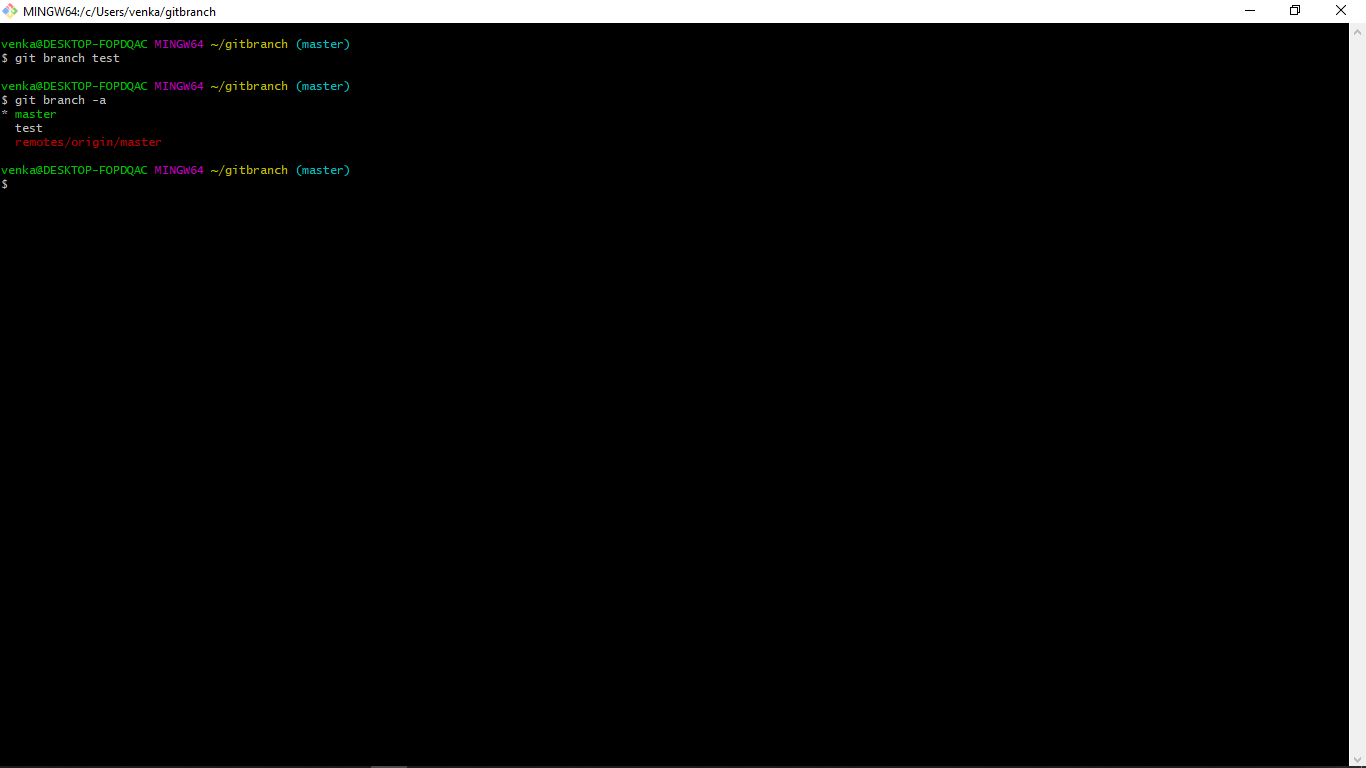 MINGW64:/c/Users/venka/gitbranch
venka@DESKTOP-FOPDQAC MINGW64 ~/gitbranch (master)
$ git branch test
venka@DESKTOP-FOPDQAC MINGW64 ~/gitbranch (master)
$ git branch -a
* master
test
remotes/origin/master
venka@DESKTOP-FOPDQAC MINGW64 ~/gitbranch (master)
$